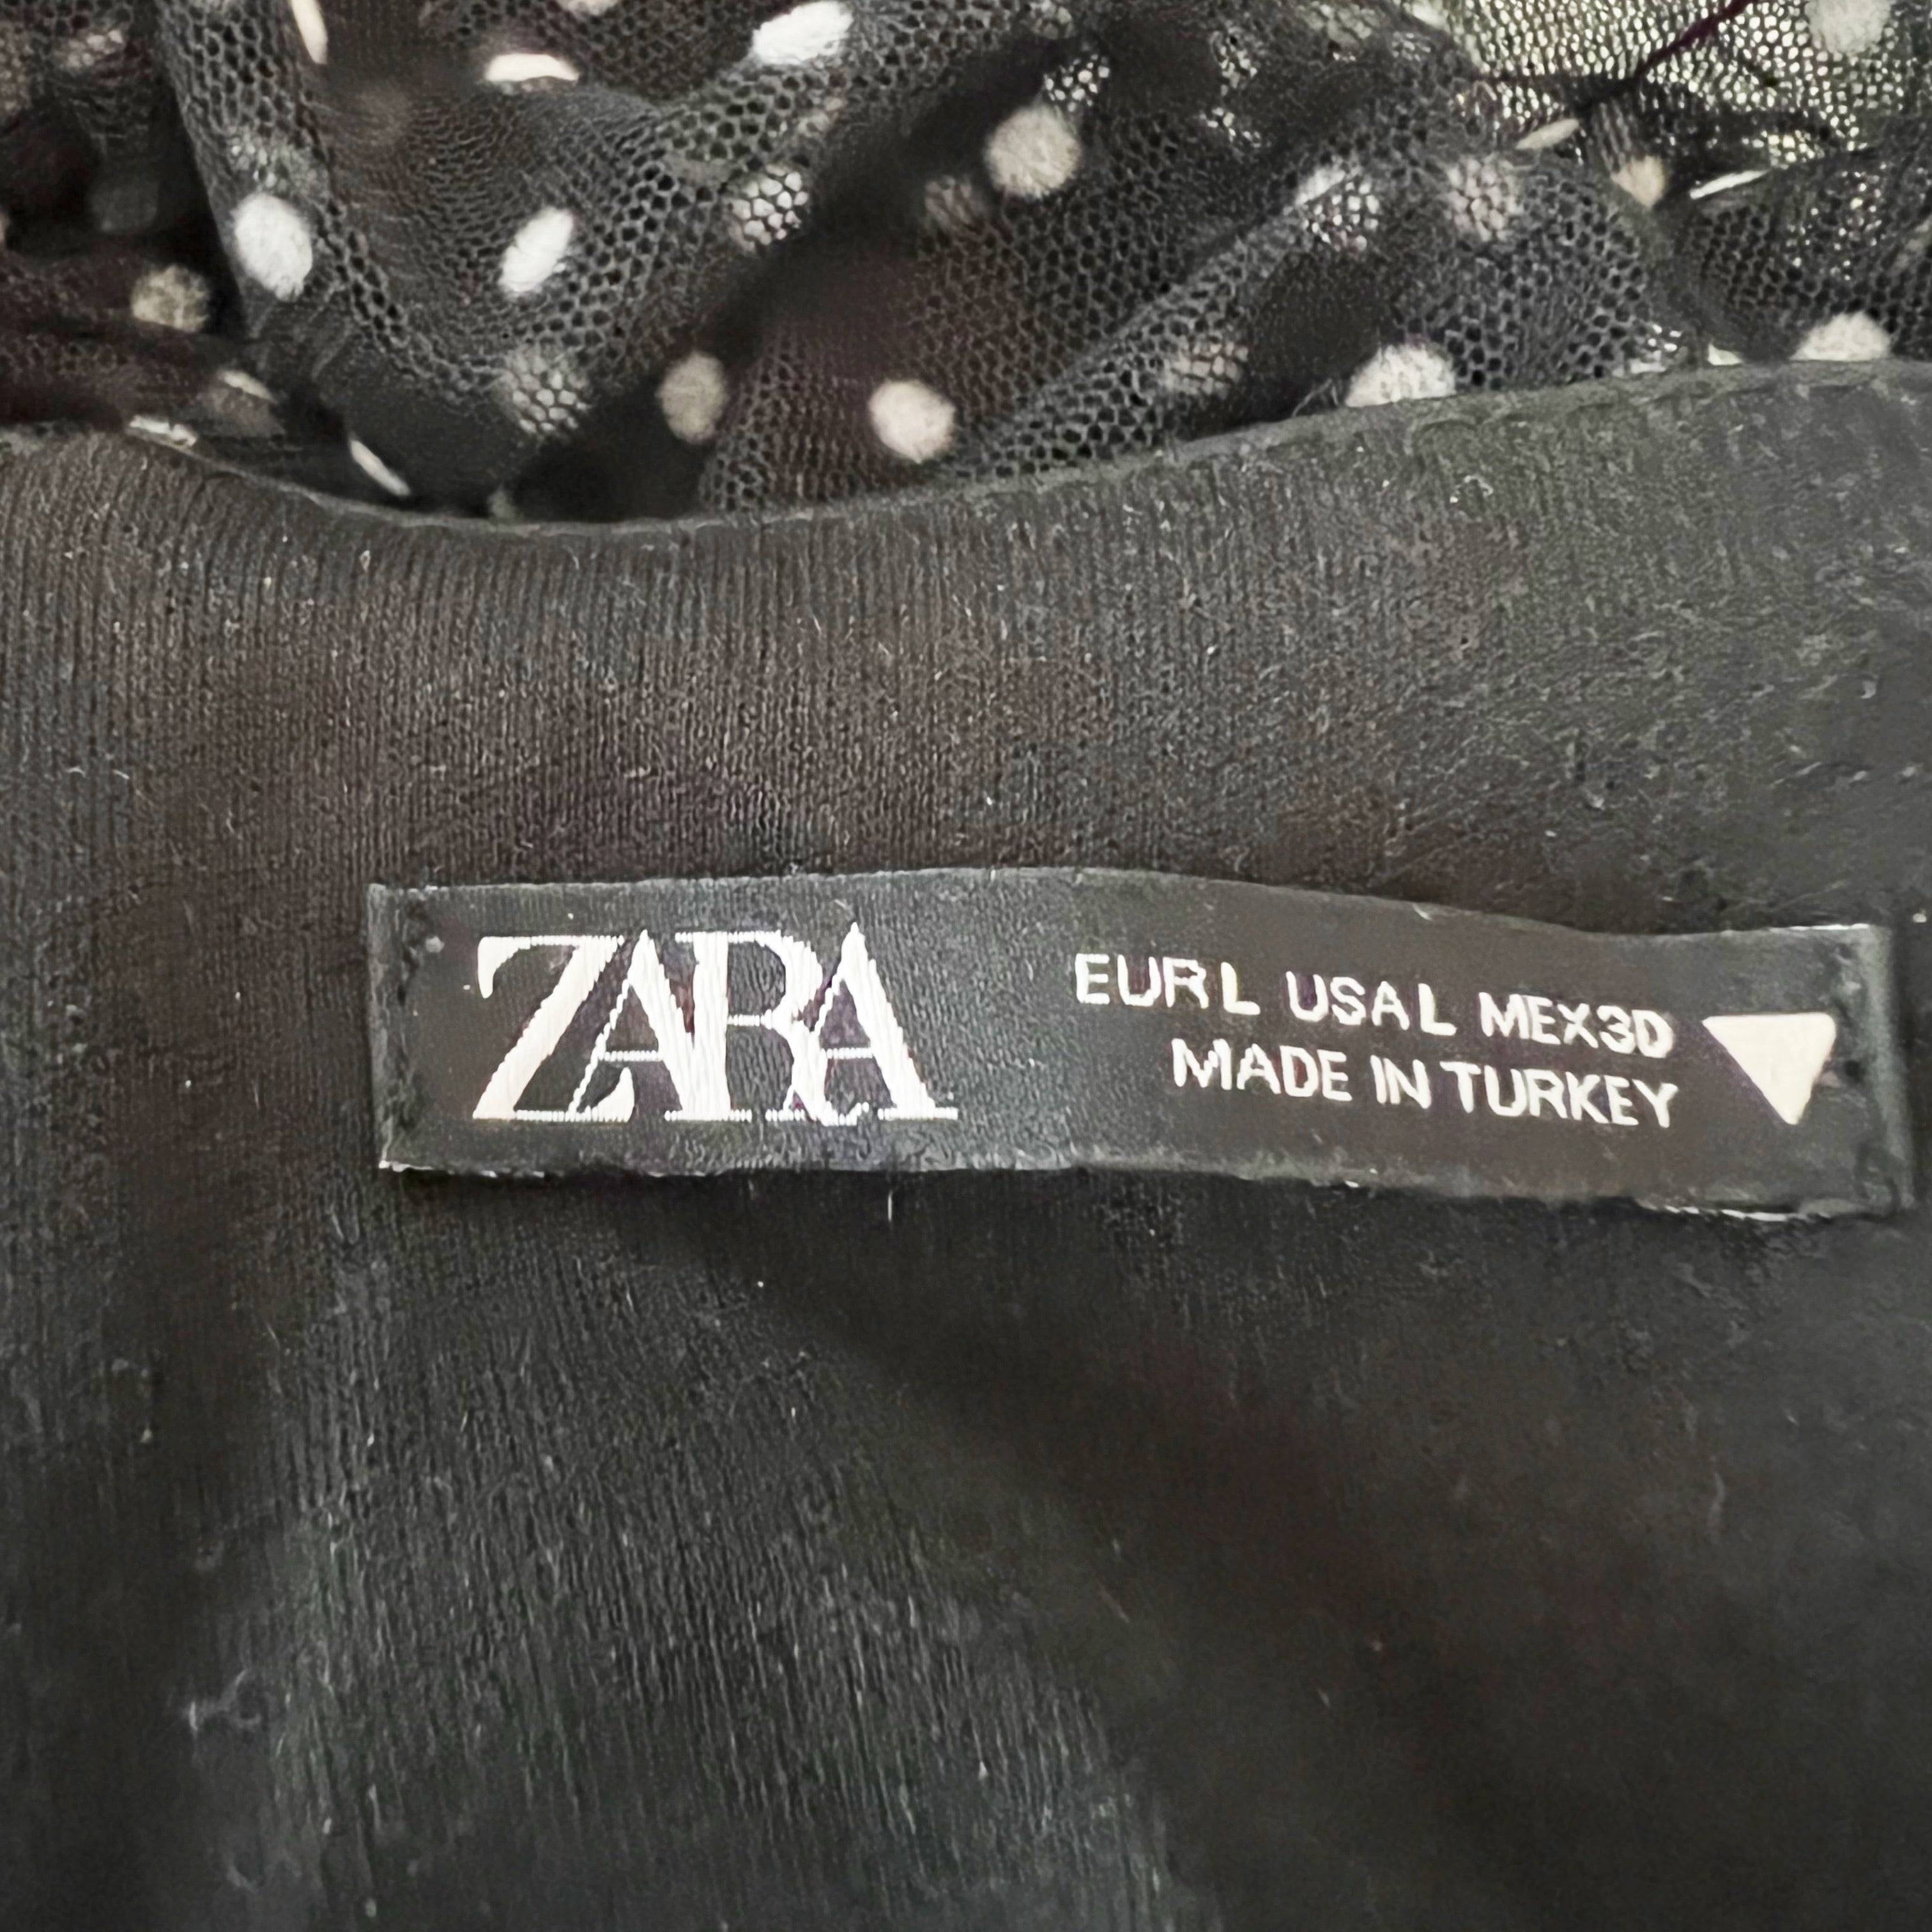 ZARA
EUR L USA L MEX 30
MADE IN TURKEY